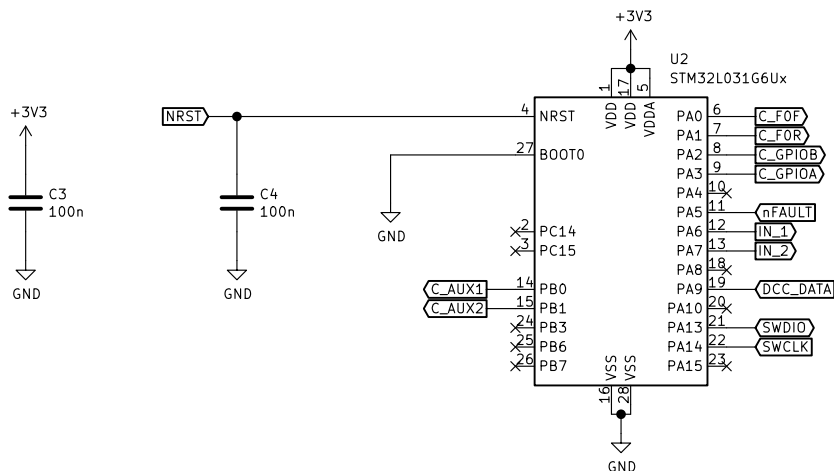 +3V3
U2
STM32L031G6Ux
1 17 5
VDD VDD VDDA
+3V3
C3
100n
GND
NRST
C4
100n
GND
GND
4 NRST
27 BOOT0
2 PC14
3 PC15
C_AUX1 14 PB0
C_AUX2 15 PB1
24 PB3
25 PB6
26 PB7
PA0 6 C_F0F
PA1 7 C_F0R
PA2 8 C_GPIOB
PA3 9 C_GPIOA
PA4 10
PA5 11 nFAULT
PA6 12 IN_1
PA7 13 IN_2
PA8 18
PA9 19 DCC_DATA
PA10 20
PA13 21 SWDIO
PA14 22 SWCLK
PA15 23
VSS VSS
16 28
GND